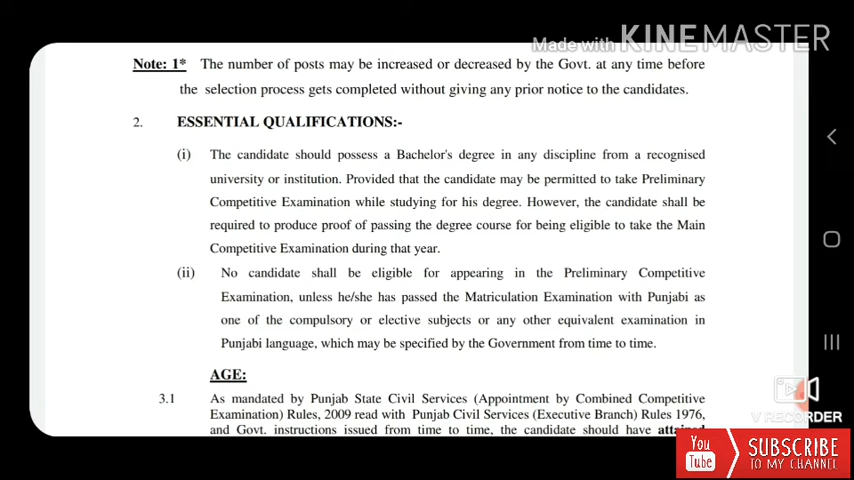 Made with KINEMASTER
Note: 1* The number of posts may be increased or decreased by the Govt. at any time before
the selection process gets completed without giving any prior notice to the candidates.
2. ESSENTIAL QUALIFICATIONS:-
(i) The candidate should possess a Bachelor's degree in any discipline from a recognised
university or institution. Provided that the candidate may be permitted to take Preliminary
Competitive Examination while studying for his degree. However, the candidate shall be
required to produce proof of passing the degree course for being eligible to take the Main
Competitive Examination during that year.
(ii) No candidate shall be eligible for appearing in the Preliminary Competitive
Examination, unless he/she has passed the Matriculation Examination with Punjabi as
one of the compulsory or elective subjects or any other equivalent examination in
Punjabi language, which may be specified by the Government from time to time.
AGE:
3.1 As mandated by Punjab State Civil Services (Appointment by Combined Competitive
Examination) Rules, 2009 read with Punjab Civil Services (Executive Branch) Rules 1976,
and Govt. instructions issued from time to time, the candidate should have attained
V RECORDER
You
Tube
SUBSCRIBE
TO MY CHANNEL